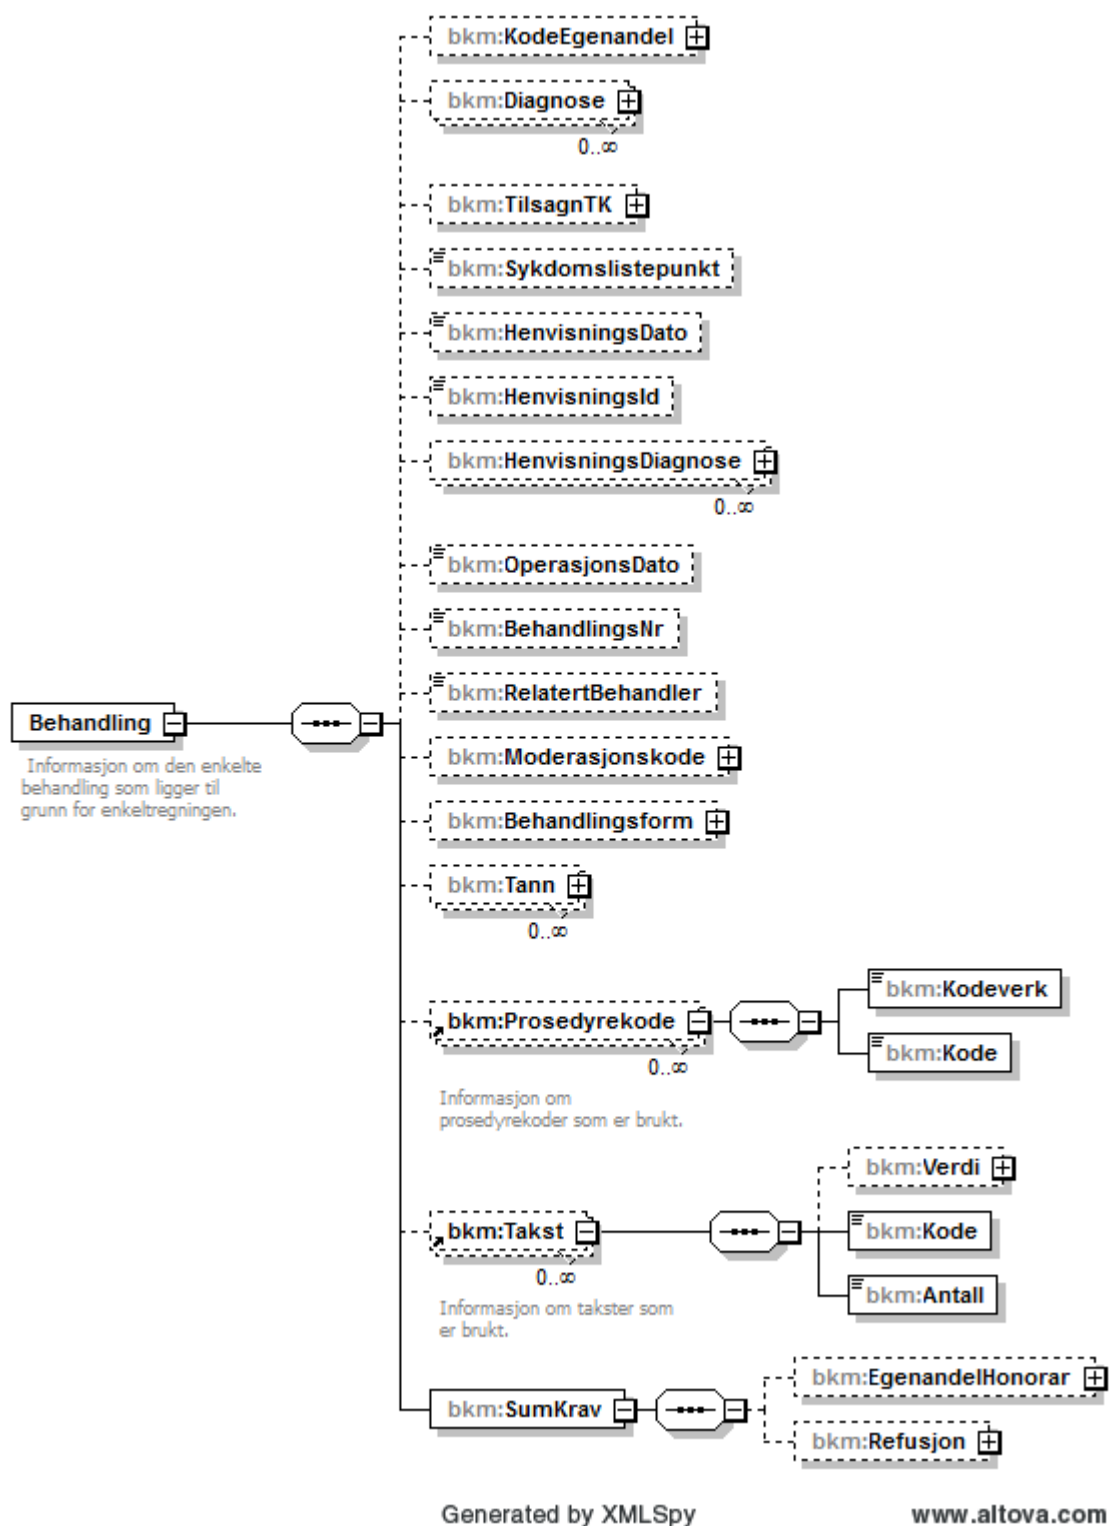 bkm:KodeEgenandel
bkm:Diagnose
0..∞
bkm:TilsagnTK
bkm:Sykdomslistepunkt
bkm:HenvisningsDato
bkm:HenvisningsId
bkm:HenvisningsDiagnose
0..∞
bkm:OperasjonsDato
bkm:BehandlingsNr
bkm:RelatertBehandler
Behandling
Informasjon om den enkelte
behandling som ligger til
grunn for enkeltregningen.
bkm:Moderasjonskode
bkm:Behandlingsform
bkm:Tann
0..∞
bkm:Prosedyrekode
0..∞
Informasjon om
prosedyrekoder som er brukt.
bkm:Kodeverk
bkm:Kode
bkm:Takst
0..∞
Informasjon om takster som
er brukt.
bkm:Verdi
bkm:Kode
bkm:Antall
bkm:SumKrav
bkm:EgenandelHonorar
bkm:Refusjon
Generated by XMLSpy
www.altova.com